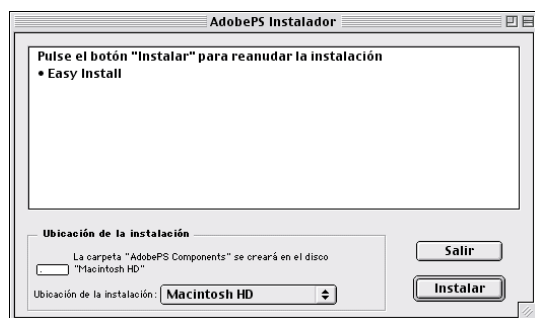 AdobePS Instalador
Pulse el botón "Instalar" para reanudar la instalación
• Easy Install
Ubicación de la instalación
La carpeta "AdobePS Components" se creará en el disco
"Macintosh HD"
Ubicación de la instalación: Macintosh HD
Salir
Instalar